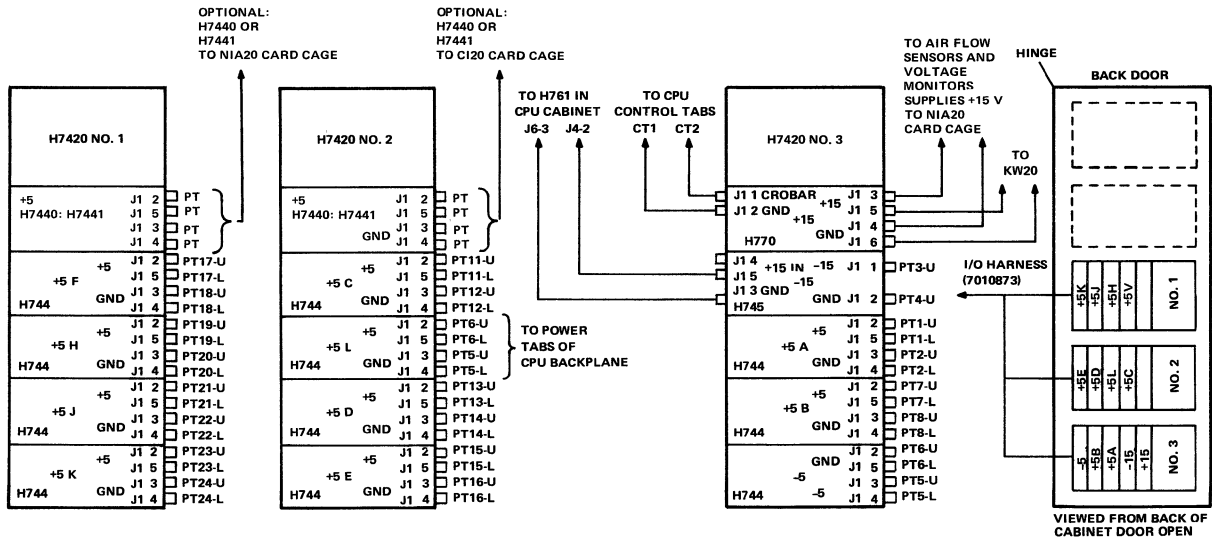 OPTIONAL:
H7440 OR
H7441
TO NIA20 CARD CAGE
OPTIONAL:
H7440 OR
H7441
TO CI20 CARD CAGE
TO H761 IN
CPU CABINET
J6-3 J4-2
TO CPU
CONTROL TABS
CT1 CT2
TO AIR FLOW
SENSORS AND
VOLTAGE
MONITORS
SUPPLIES +15 V
TO NIA20
CARD CAGE
HINGE
BACK DOOR
TO
KW20
H7420 NO. 1
+5 J1 2 PT
H7440: H7441 J1 5 PT
J1 3 PT
J1 4 PT
+5 J1 2 PT17-U
+5 F J1 5 PT17-L
GND J1 3 PT18-U
H744 J1 4 PT18-L
+5 J1 2 PT19-U
+5 H J1 5 PT19-L
GND J1 3 PT20-U
H744 J1 4 PT20-L
+5 J1 2 PT21-U
+5 J J1 5 PT21-L
GND J1 3 PT22-U
H744 J1 4 PT22-L
+5 J1 2 PT23-U
+5 K J1 5 PT23-L
GND J1 3 PT24-U
H744 J1 4 PT24-L
H7420 NO. 2
+5 J1 2 PT
H7440: H7441 J1 5 PT
GND J1 3 PT
J1 4 PT
+5 J1 2 PT11-U
+5 C J1 5 PT11-L
GND J1 3 PT12-U
H744 J1 4 PT12-L
+5 J1 2 PT6-U
+5 L J1 5 PT6-L
GND J1 3 PT5-U
H744 J1 4 PT5-L
TO POWER
TABS OF
CPU BACKPLANE
+5 J1 2 PT13-U
+5 D J1 5 PT13-L
GND J1 3 PT14-U
H744 J1 4 PT14-L
+5 J1 2 PT15-U
+5 E J1 5 PT15-L
GND J1 3 PT16-U
H744 J1 4 PT16-L
H7420 NO. 3
J1 1 CROBAR J1 3
J1 2 GND +15 J1 5
+15 GND J1 4
H770 J1 6
J1 4
J1 5 +15 IN -15 J1 1 PT3-U
J1 3 GND -15
H745 GND J1 2 PT4-U
+5 J1 2 PT1-U
+5 A J1 5 PT1-L
GND J1 3 PT2-U
H744 J1 4 PT2-L
+5 J1 2 PT7-U
+5 B J1 5 PT7-L
GND J1 3 PT8-U
H744 J1 4 PT8-L
GND J1 2 PT6-U
J1 5 PT6-L
-5 J1 3 PT5-U
H744 -5 J1 4 PT5-L
I/O HARNESS
(7010873)
+5K +5J +5H +5V NO. 1
+5E +5D +5L +5C NO. 2
-5 +5B +5A -15 +15 NO. 3
VIEWED FROM BACK OF
CABINET DOOR OPEN